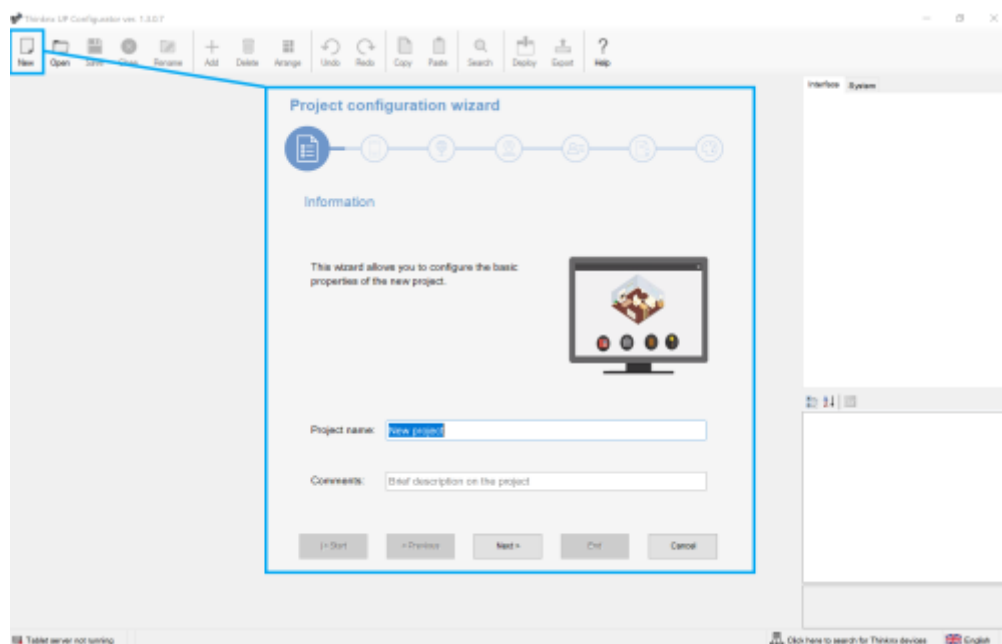 Thinknx UP Configurator ver. 1.3.0.7
New Open Save Close Rename Add Delete Arrange Undo Redo Copy Paste Search Deploy Export Help
Interface System
Project configuration wizard
Information
This wizard allows you to configure the basic
properties of the new project.
Project name: New project
Comments: Brief description on the project
|< Start < Previous Next > End Cancel
Tablet server not running
Click here to search for Thinknx devices English